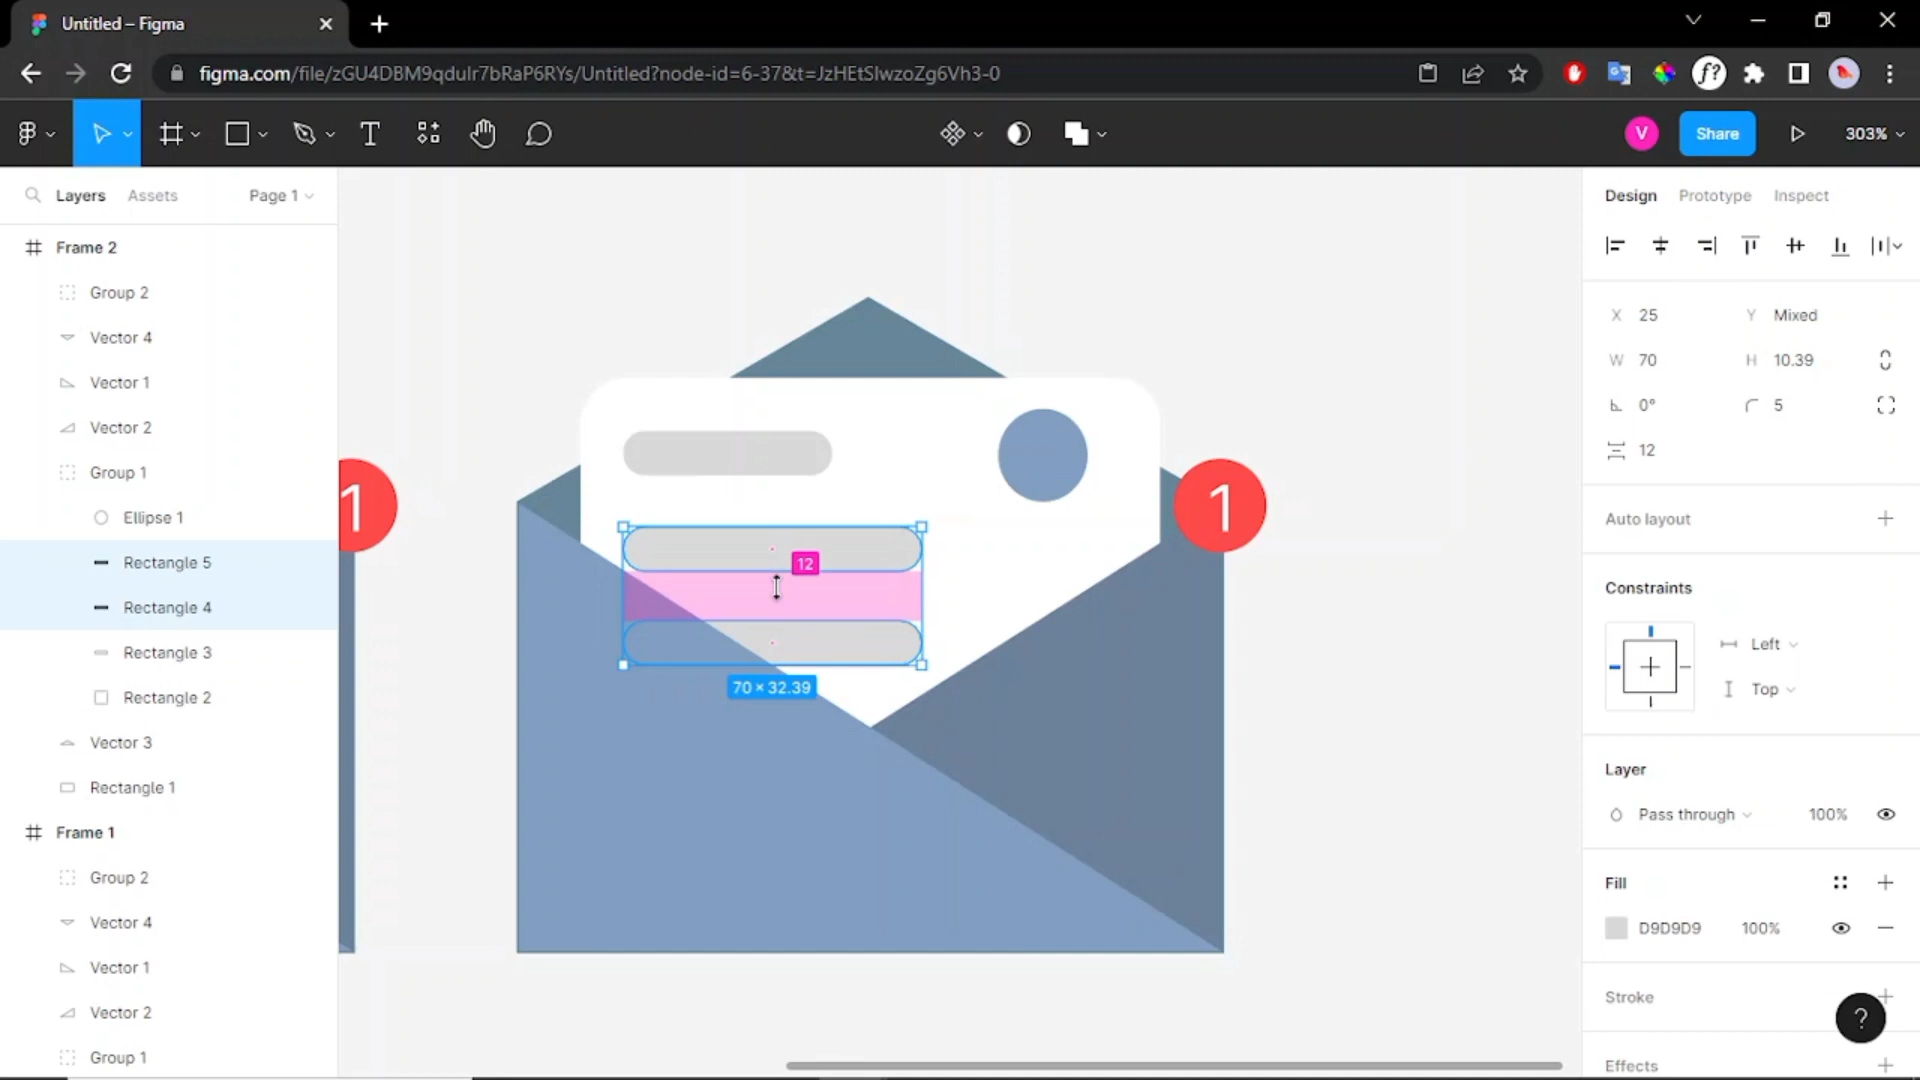 Untitled – Figma
figma.com/file/zGU4DBM9qdulr7bRaP6RYs/Untitled?node-id=6-37&t=JzHEtSlwzoZg6Vh3-0
f?
T
V
Share
303%
Layers
Assets
Page 1
Design
Prototype
Inspect
Frame 2
Group 2
Vector 4
Vector 1
Vector 2
Group 1
Ellipse 1
Rectangle 5
Rectangle 4
Rectangle 3
Rectangle 2
Vector 3
Rectangle 1
Frame 1
Group 2
Vector 4
Vector 1
Vector 2
Group 1
1
1
12
70 × 32.39
X 25
Y Mixed
W 70
H 10.39
0°
5
12
Auto layout
Constraints
Left
Top
Layer
Pass through
100%
Fill
D9D9D9
100%
Stroke
?
Effects